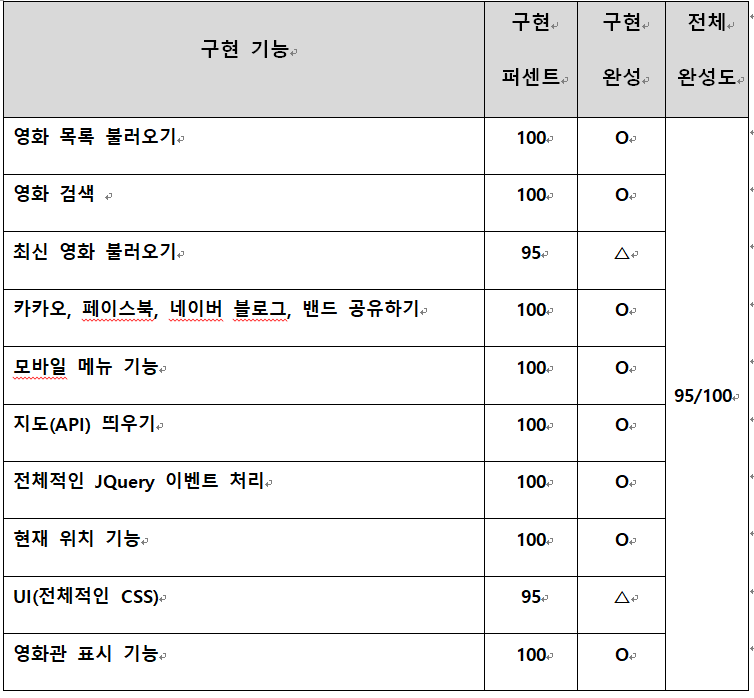 구현 기능 구현 퍼센트 구현 완성 전체 완성도
영화 목록 불러오기 100 O
영화 검색 100 O
최신 영화 불러오기 95 △
카카오, 페이스북, 네이버 블로그, 밴드 공유하기 100 O
모바일 메뉴 기능 100 O
95/100
지도(API) 띄우기 100 O
전체적인 JQuery 이벤트 처리 100 O
현재 위치 기능 100 O
UI(전체적인 CSS) 95 △
영화관 표시 기능 100 O